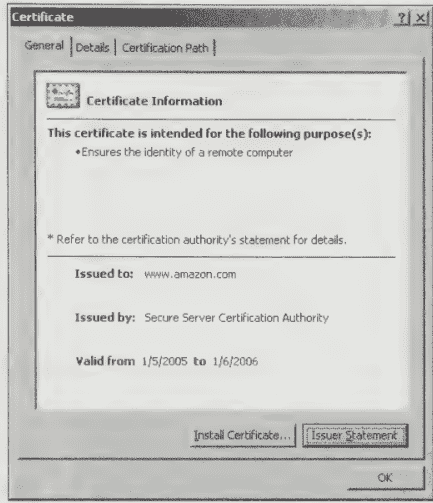 Certificate
General
Details
Certification Path
Certificate Information
This certificate is intended for the following purpose(s):
•Ensures the identity of a remote computer
* Refer to the certification authority's statement for details.
Issued to: www.amazon.com
Issued by: Secure Server Certification Authority
Valid from 1/5/2005 to 1/6/2006
Install Certificate...
Issuer Statement
OK